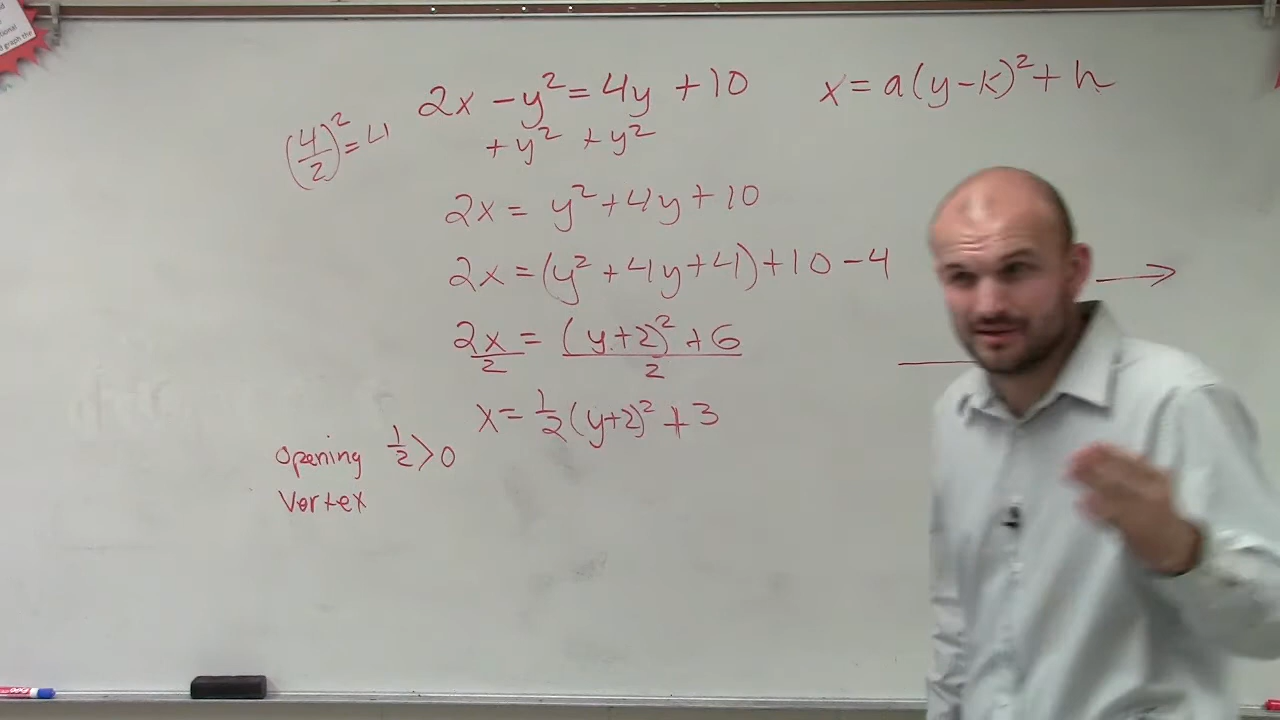 2x - y² = 4y + 10
x = a(y-k)² + h
(4/2)² = 4
+ y² + y²
2x = y² + 4y + 10
2x = (y² + 4y + 4) + 10 - 4
2x/2 = ((y+2)² + 6)/2
x = 1/2(y+2)² + 3
Opening 1/2 > 0
Vertex